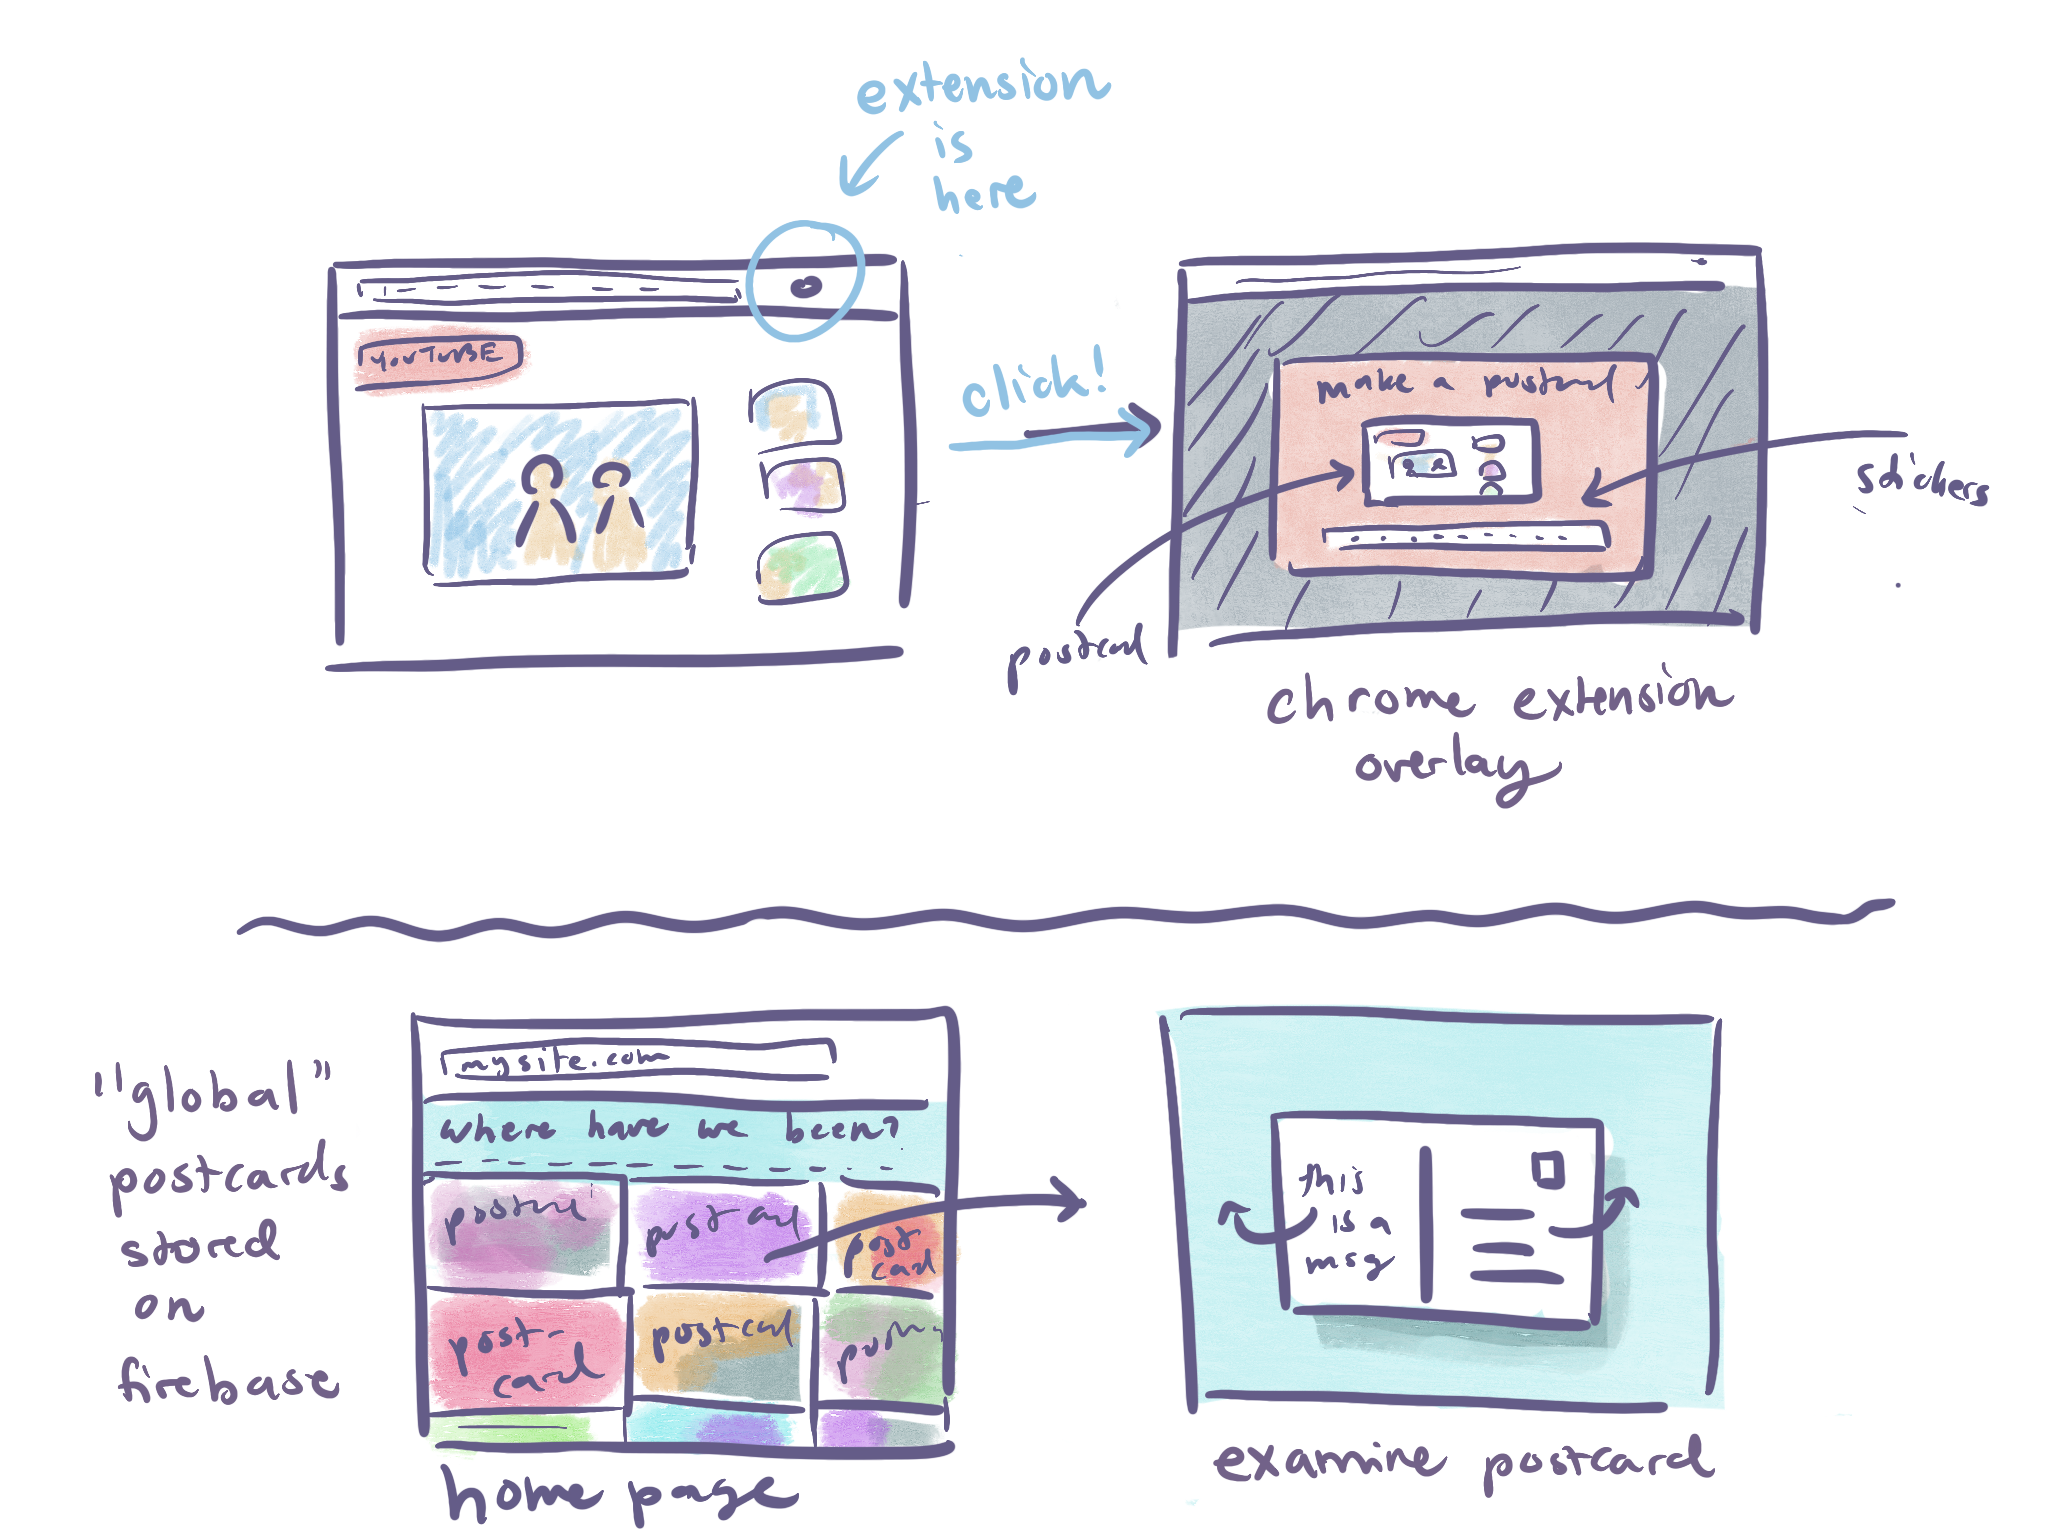 extension
is
here
YOUTUBE
click!
make a postcard
stickers
postcard
chrome extension
overlay
"global"
postcards
stored
on
firebase
mysite.com
where have we been?
postcard
postcard
post
card
post-
card
postcard
home page
this
is a
msg
examine postcard